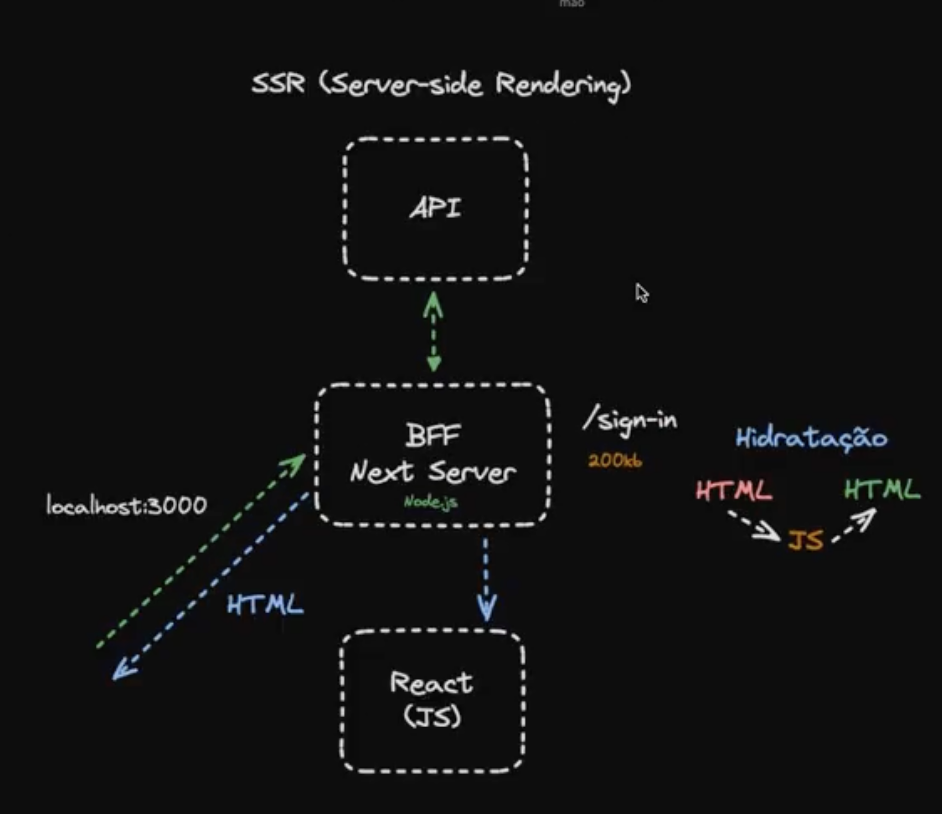 mão
SSR (Server-side Rendering)
API
BFF
Next Server
Node.js
/sign-in
200kb
Hidratação
HTML
HTML
JS
localhost:3000
HTML
React
(JS)